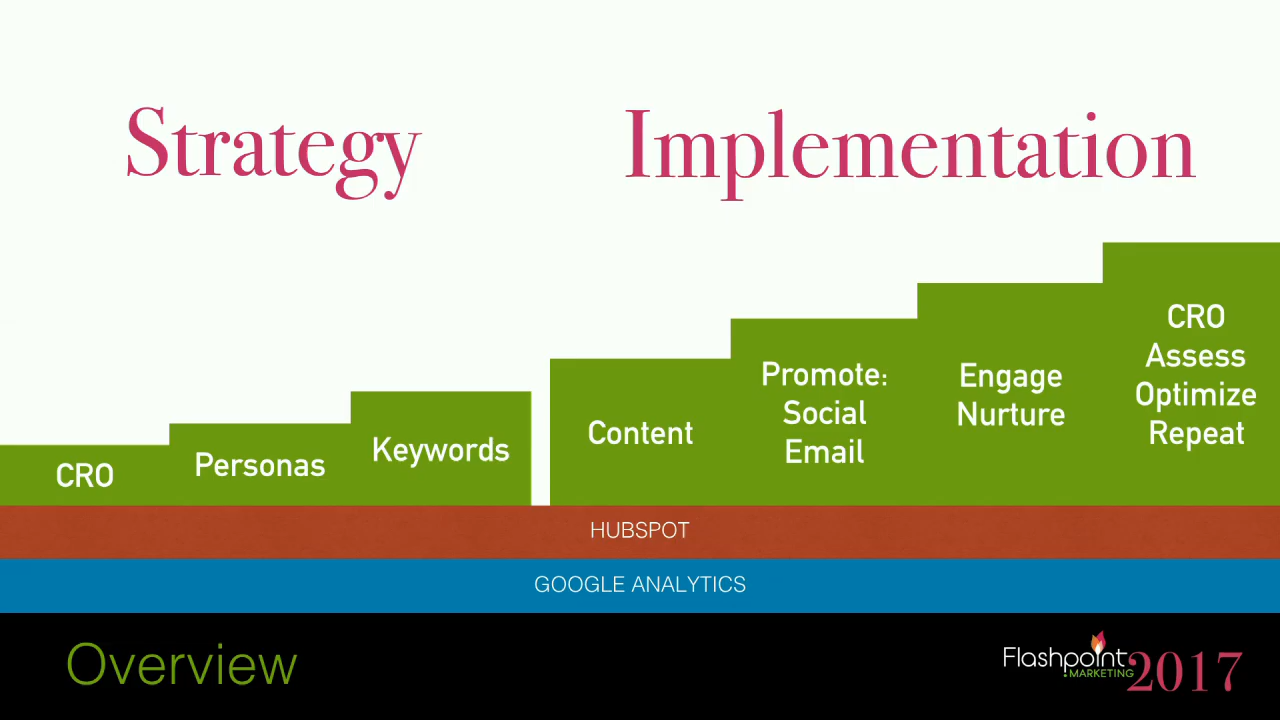 Strategy
Implementation
CRO
Personas
Keywords
Content
Promote:
Social
Email
Engage
Nurture
CRO
Assess
Optimize
Repeat
HUBSPOT
GOOGLE ANALYTICS
Overview
Flashpoint
MARKETING
2017